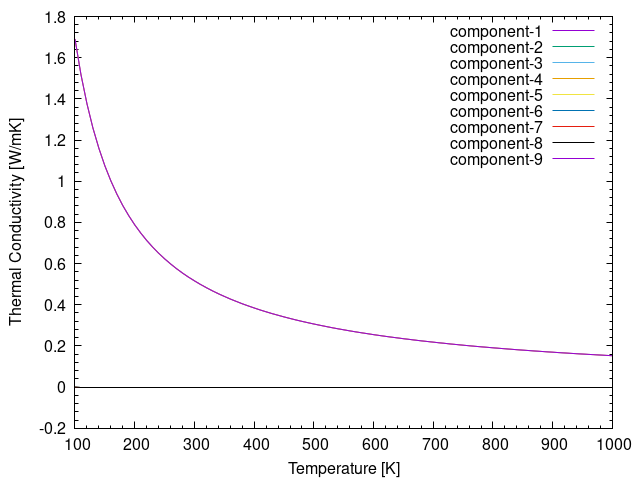 1.8
1.6
1.4
1.2
1
0.8
0.6
0.4
0.2
0
-0.2
Thermal Conductivity [W/mK]
component-1
component-2
component-3
component-4
component-5
component-6
component-7
component-8
component-9
100 200 300 400 500 600 700 800 900 1000
Temperature [K]